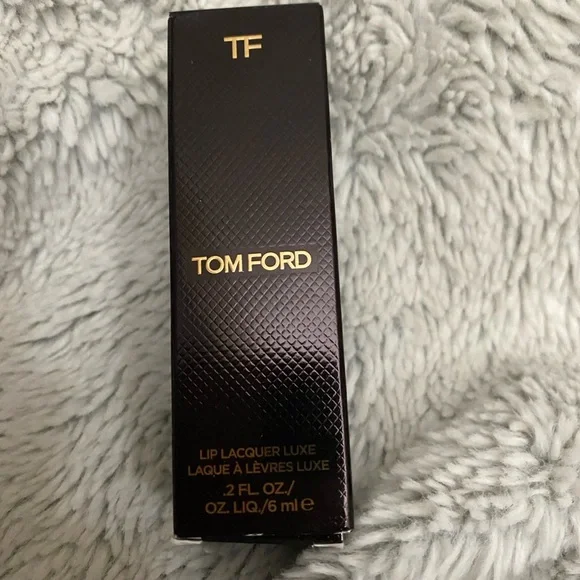 TF
TOM FORD
LIP LACQUER LUXE
LAQUE À LÈVRES LUXE
.2 FL. OZ./
OZ. LIQ./6 ml ℮